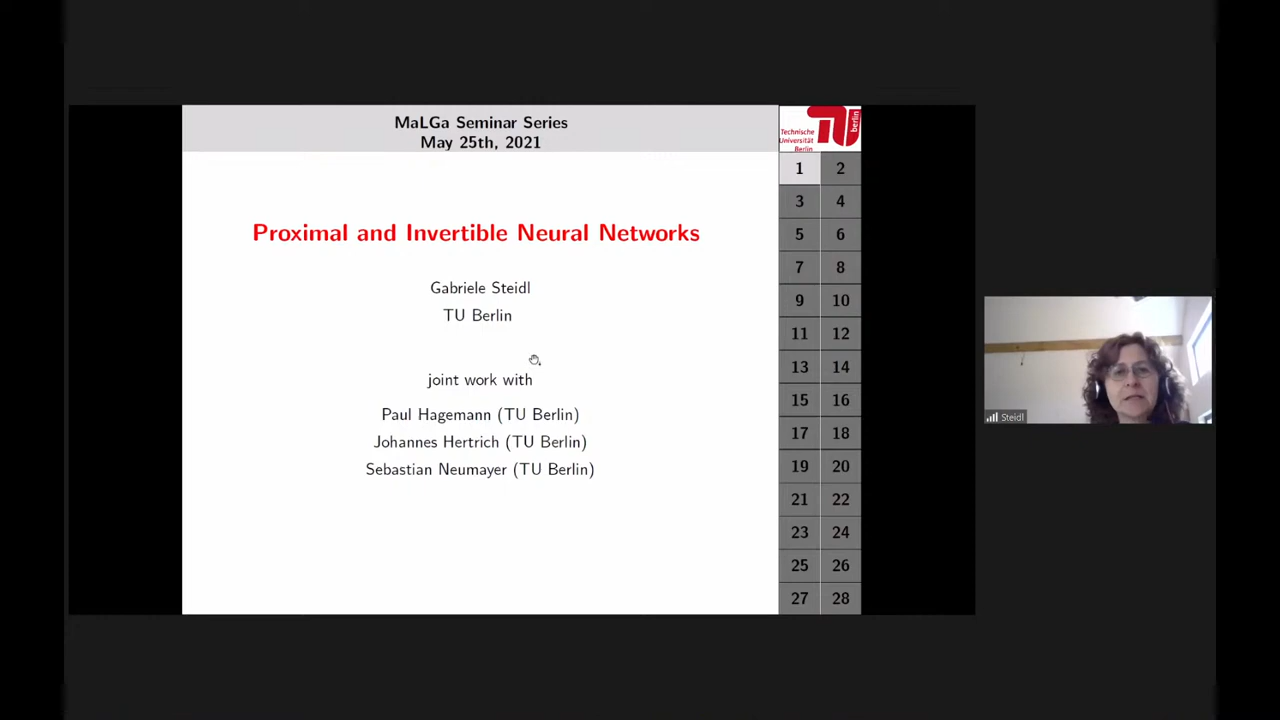 MaLGa Seminar Series
May 25th, 2021
Technische
Universität
Berlin
berlin
Proximal and Invertible Neural Networks
Gabriele Steidl
TU Berlin
joint work with
Paul Hagemann (TU Berlin)
Johannes Hertrich (TU Berlin)
Sebastian Neumayer (TU Berlin)
1 2
3 4
5 6
7 8
9 10
11 12
13 14
15 16
17 18
19 20
21 22
23 24
25 26
27 28
Steidl